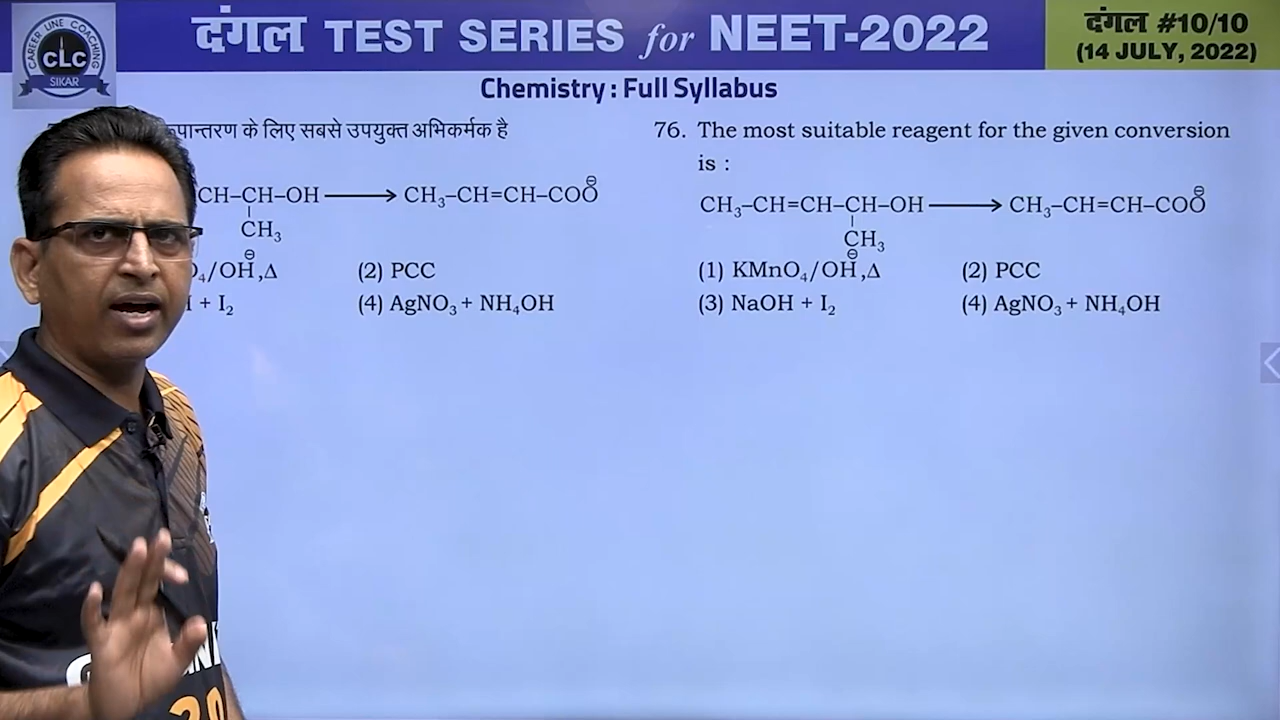 CAREER LINE COACHING
CLC
SIKAR
दंगल TEST SERIES for NEET-2022
दंगल #10/10
(14 JULY, 2022)
Chemistry : Full Syllabus
के लिए सबसे उपयुक्त अभिकर्मक है
CH–CH–OH ⟶ CH₃–CH=CH–COO⊖
CH₃
₄/OH⊖,Δ (2) PCC
+ I₂ (4) AgNO₃ + NH₄OH
76. The most suitable reagent for the given conversion
is :
CH₃–CH=CH–CH–OH ⟶ CH₃–CH=CH–COO⊖
CH₃
(1) KMnO₄/OH⊖,Δ (2) PCC
(3) NaOH + I₂ (4) AgNO₃ + NH₄OH